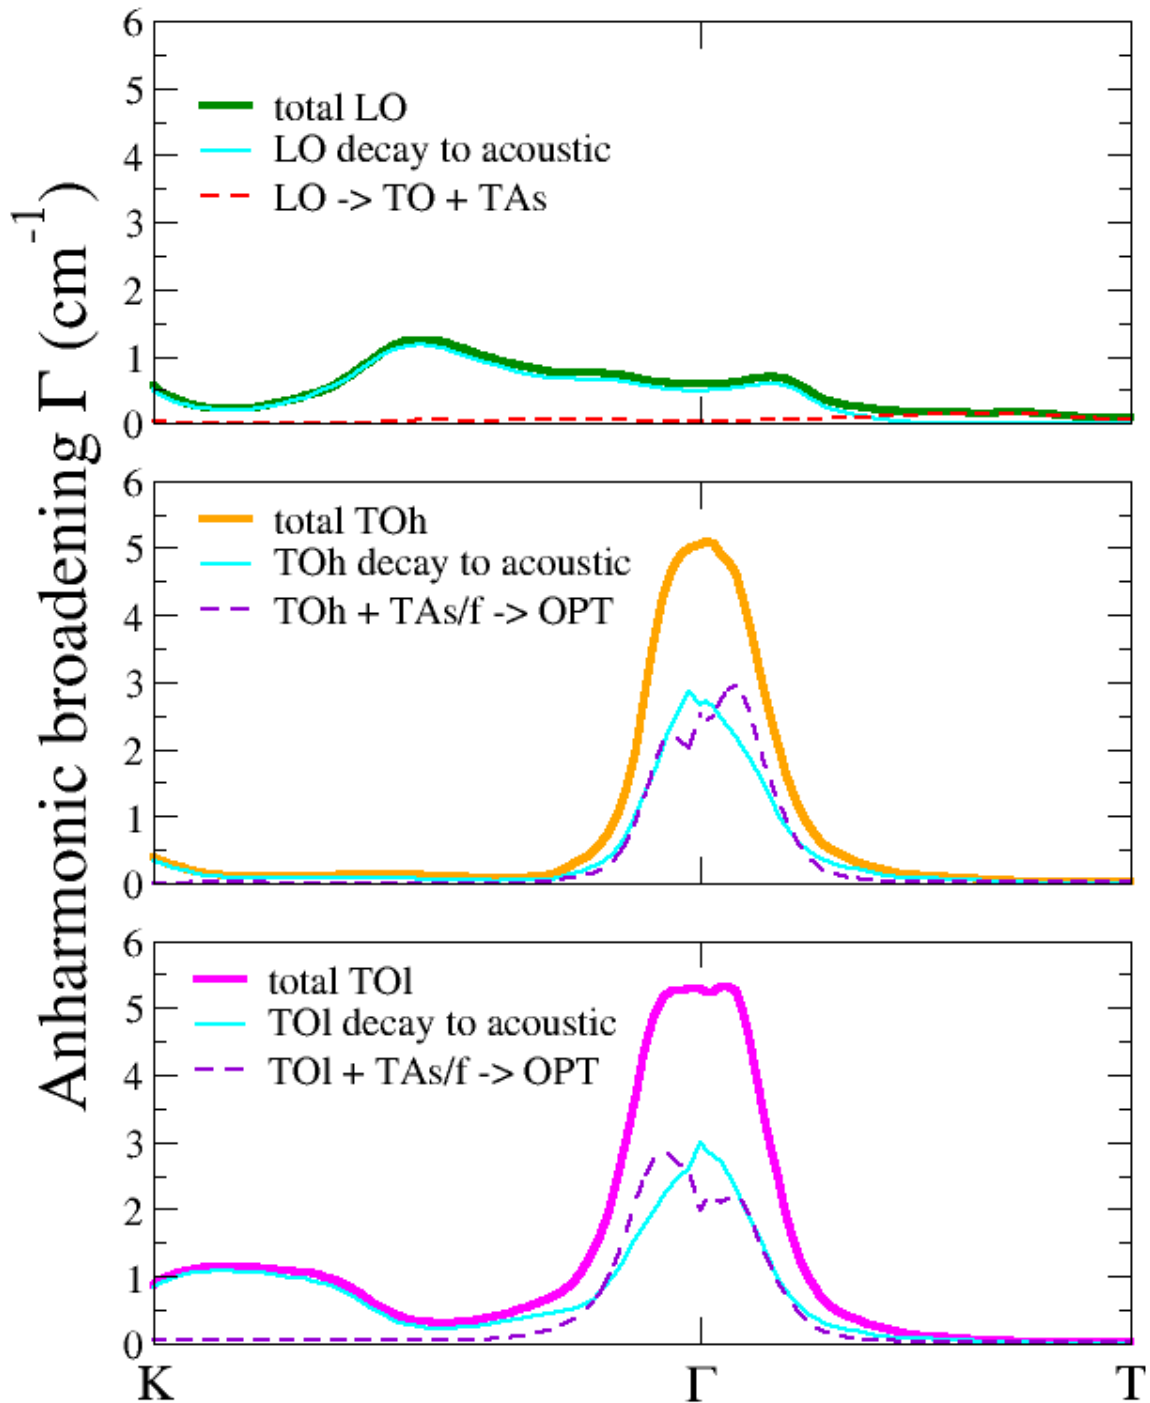 Anharmonic broadening Γ (cm⁻¹)
6
5
4
3
2
1
0
total LO
LO decay to acoustic
LO -> TO + TAs
6
5
4
3
2
1
0
total TOh
TOh decay to acoustic
TOh + TAs/f -> OPT
6
5
4
3
2
1
0
total TOl
TOl decay to acoustic
TOl + TAs/f -> OPT
K Γ T